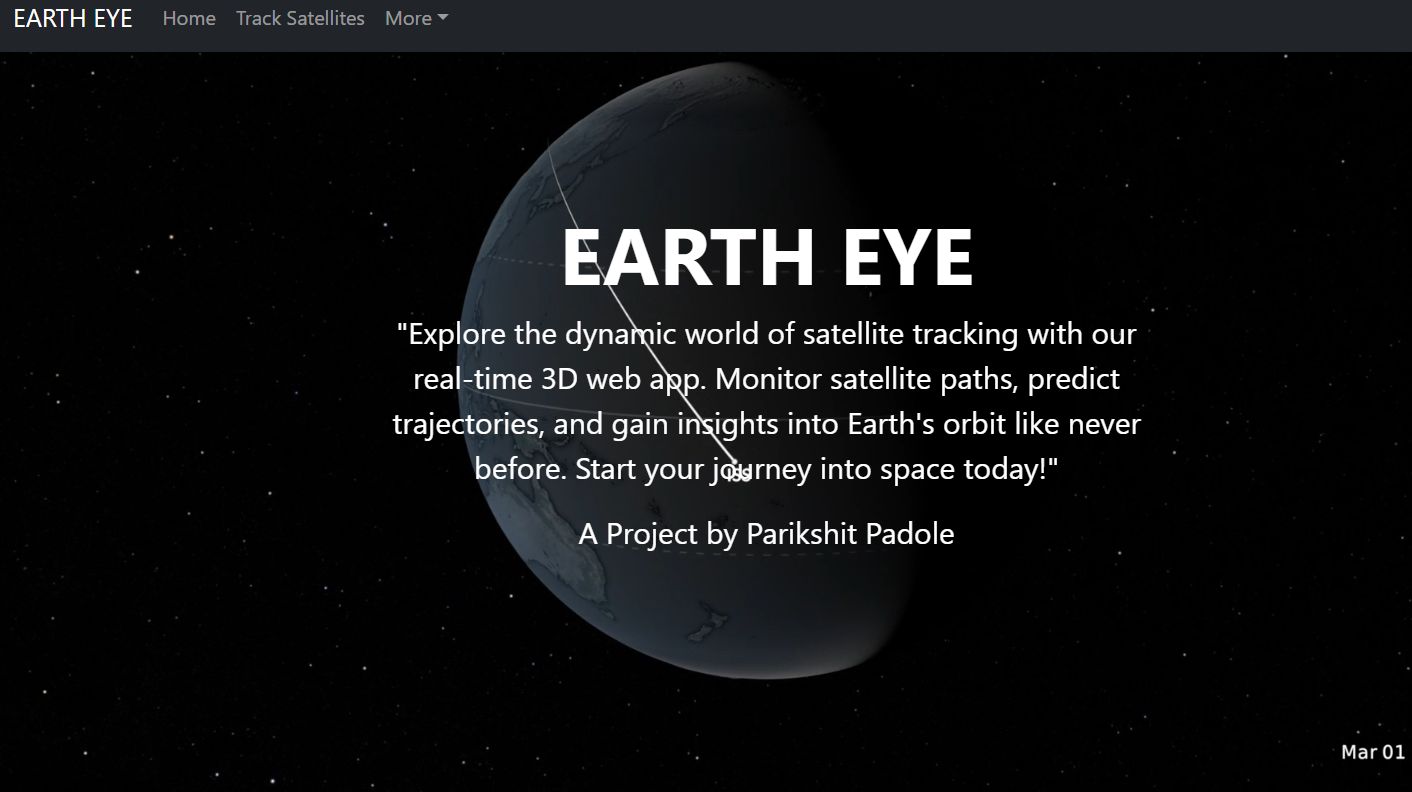 EARTH EYE Home Track Satellites More
EARTH EYE
"Explore the dynamic world of satellite tracking with our
real-time 3D web app. Monitor satellite paths, predict
trajectories, and gain insights into Earth's orbit like never
before. Start your journey into space today!"
ISS
A Project by Parikshit Padole
Mar 01